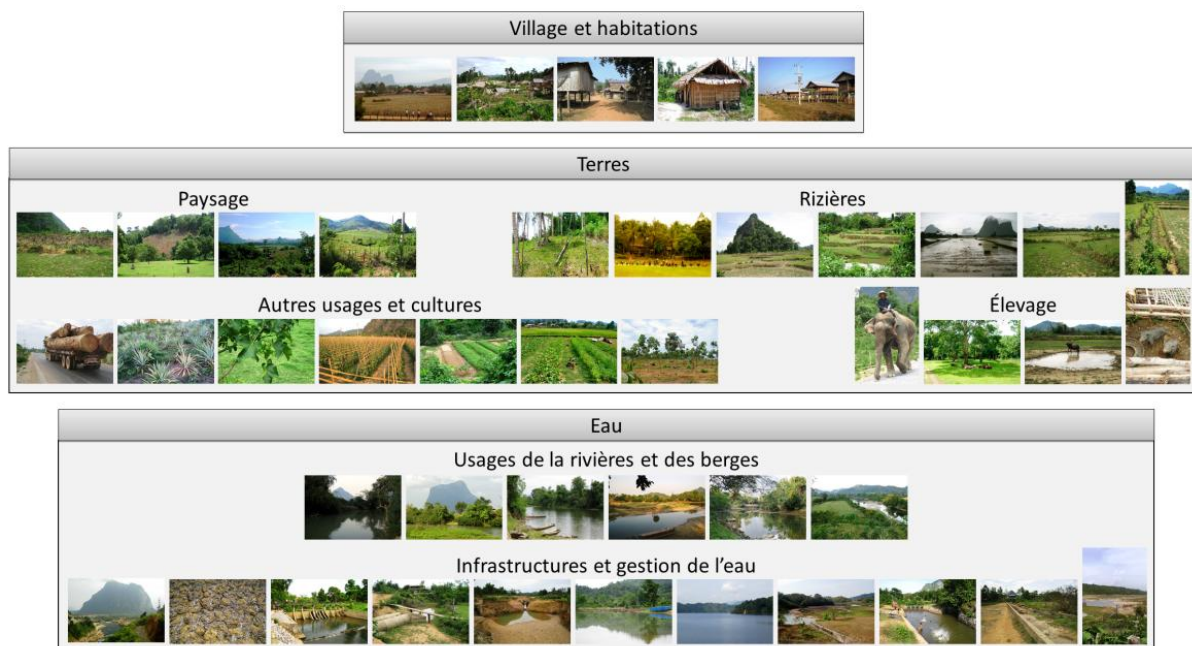 Village et habitations
Terres
Paysage
Rizières
Autres usages et cultures
Élevage
Eau
Usages de la rivières et des berges
Infrastructures et gestion de l'eau